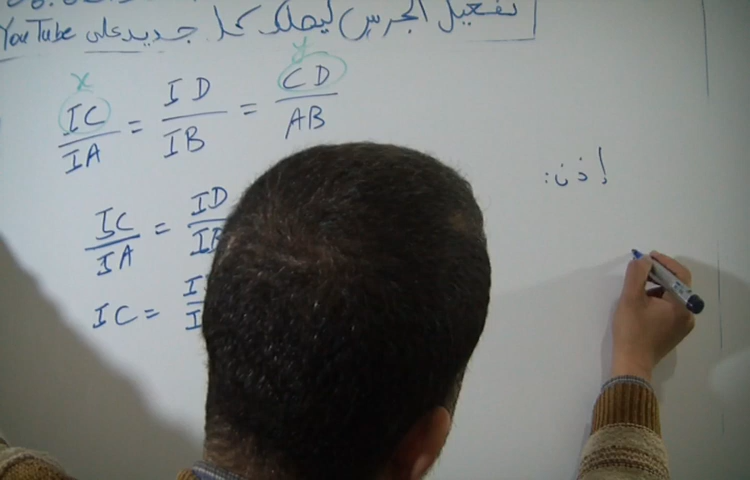 تفعيل الجرس ليصلك كل جديد على YouTube
x
y
IC/IA = ID/IB = CD/AB
إذن:
IC/IA = ID/IB
IC =